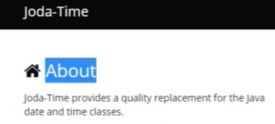 Joda-Time
About
Joda-Time provides a quality replacement for the Java
date and time classes.